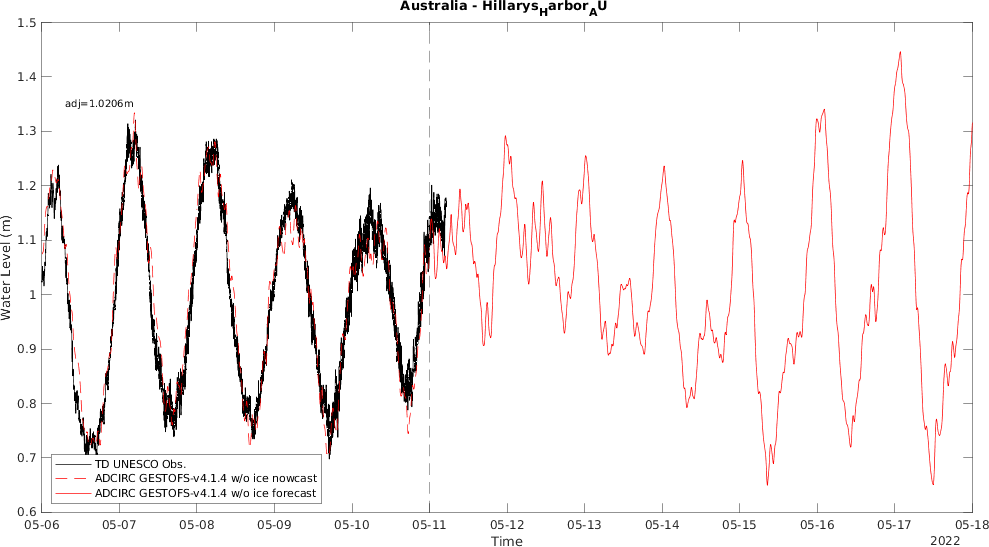 Australia - HillarysHarborAU
1.5
1.4
1.3
1.2
1.1
1
0.9
0.8
0.7
0.6
Water Level (m)
adj=1.0206m
TD UNESCO Obs.
ADCIRC GESTOFS-v4.1.4 w/o ice nowcast
ADCIRC GESTOFS-v4.1.4 w/o ice forecast
05-06 05-07 05-08 05-09 05-10 05-11 05-12 05-13 05-14 05-15 05-16 05-17 05-18
Time
2022